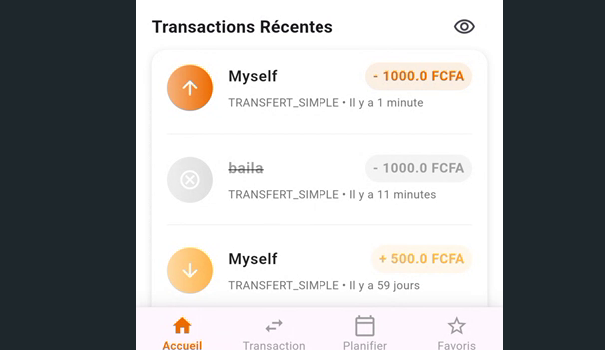 Transactions Récentes
Myself
- 1000.0 FCFA
TRANSFERT_SIMPLE • Il y a 1 minute
baila
- 1000.0 FCFA
TRANSFERT_SIMPLE • Il y a 11 minutes
Myself
+ 500.0 FCFA
TRANSFERT_SIMPLE • Il y a 59 jours
Accueil
Transaction
Planifier
Favoris